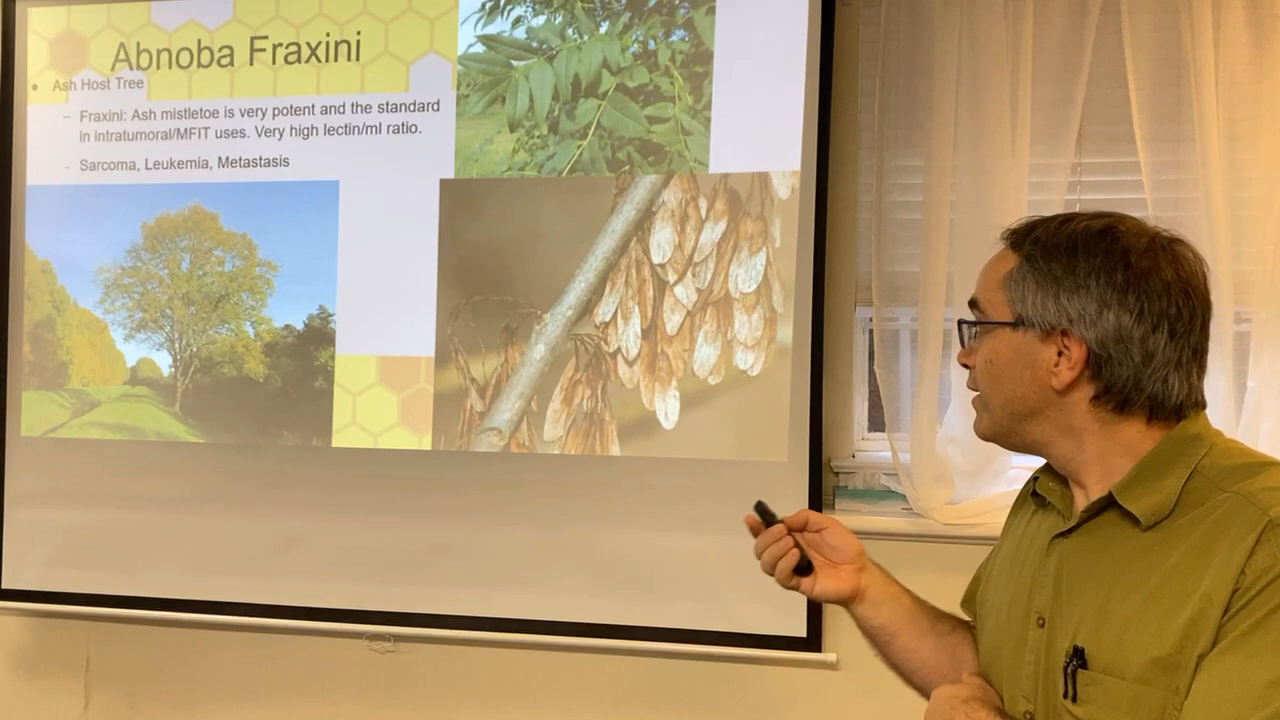 Abnoba Fraxini
• Ash Host Tree
– Fraxini: Ash mistletoe is very potent and the standard
in intratumoral/MFIT uses. Very high lectin/ml ratio.
- Sarcoma, Leukemia, Metastasis